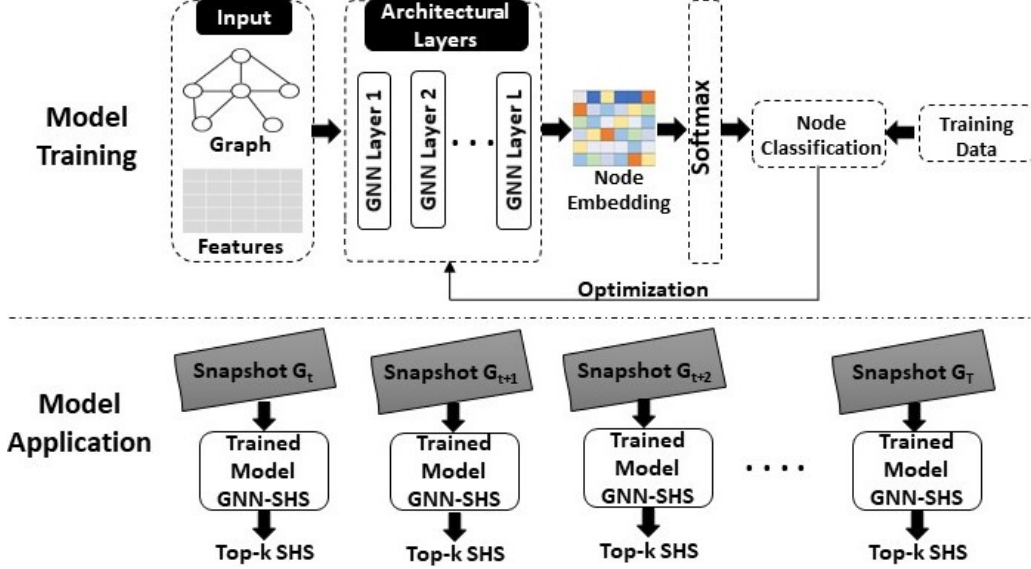 Model
Training
Input
Graph
Features
Architectural
Layers
GNN Layer 1
GNN Layer 2
GNN Layer L
Node
Embedding
Softmax
Node
Classification
Training
Data
Optimization
Model
Application
Snapshot Gt
Snapshot Gt+1
Snapshot Gt+2
Snapshot GT
Trained
Model
GNN-SHS
Trained
Model
GNN-SHS
Trained
Model
GNN-SHS
Trained
Model
GNN-SHS
Top-k SHS
Top-k SHS
Top-k SHS
Top-k SHS